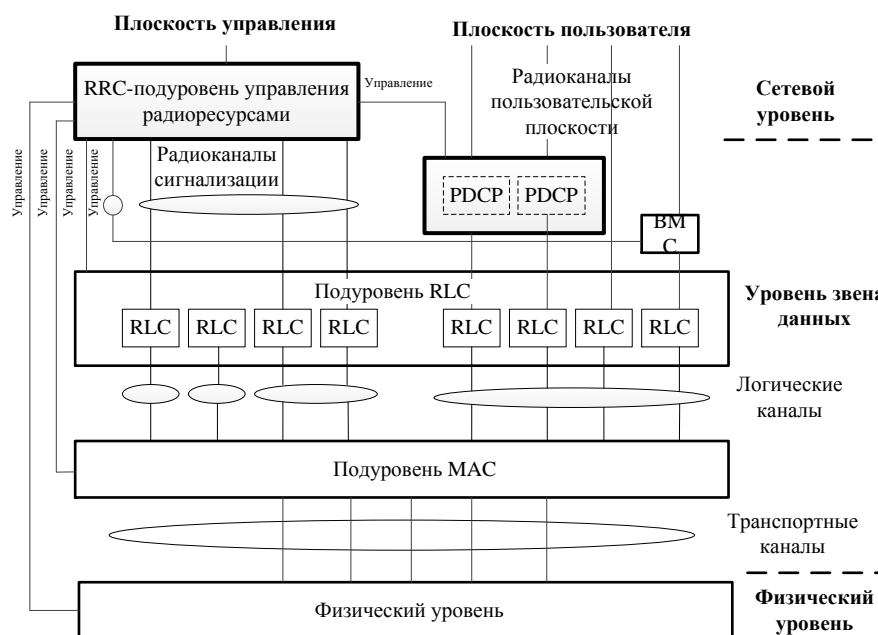 Плоскость управления
Плоскость пользователя
RRC-подуровень управления
радиоресурсами
Управление
Радиоканалы
пользовательской
плоскости
Сетевой
уровень
Радиоканалы
сигнализации
Управление
Управление
Управление
Управление
PDCP
PDCP
BM
C
Подуровень RLC
RLC
RLC
RLC
RLC
RLC
RLC
RLC
RLC
Уровень звена
данных
Логические
каналы
Подуровень MAC
Транспортные
каналы
Физический уровень
Физический
уровень